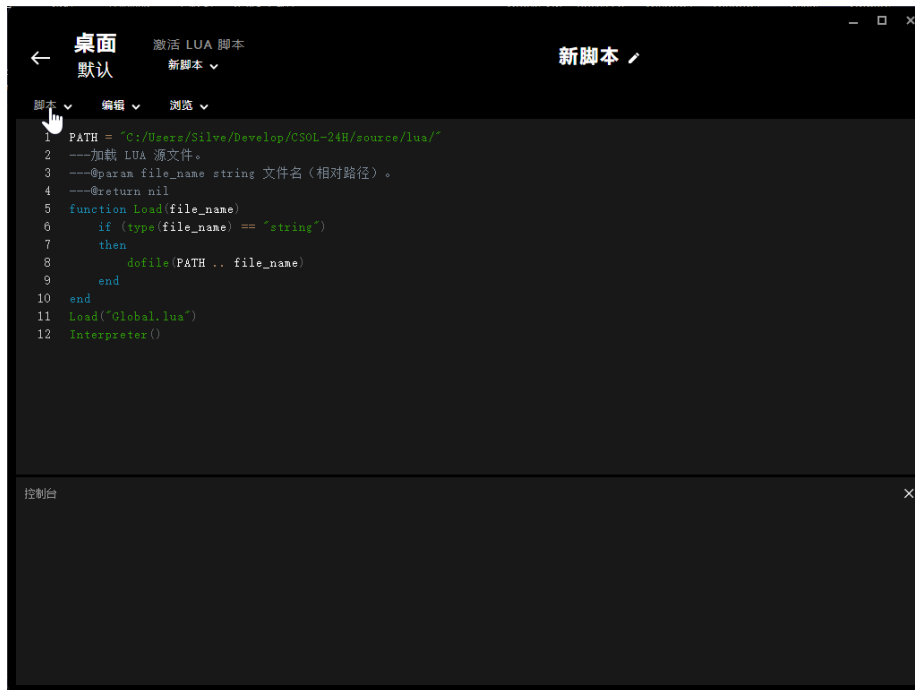 桌面
默认
激活 LUA 脚本
新脚本
新脚本
脚本 编辑 浏览
1 PATH = "C:/Users/Silve/Develop/CSOL-24H/source/lua/"
2 ---加载 LUA 源文件。
3 ---@param file_name string 文件名（相对路径）。
4 ---@return nil
5 function Load(file_name)
6 if (type(file_name) == "string")
7 then
8 dofile(PATH .. file_name)
9 end
10 end
11 Load("Global.lua")
12 Interpreter()
控制台